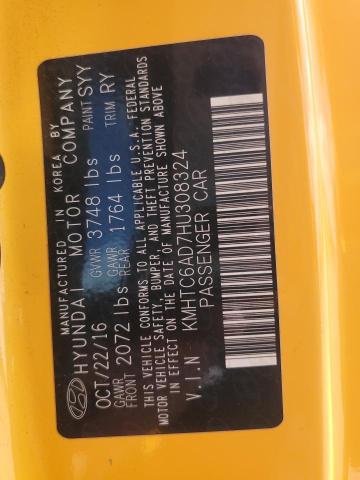 MANUFACTURED IN KOREA BY
HYUNDAI MOTOR COMPANY
OCT/22/16 GVWR 3748 lbs PAINT SYY
GAWR FRONT 2072 lbs GAWR REAR 1764 lbs TRIM RY
THIS VEHICLE CONFORMS TO ALL APPLICABLE U.S.A. FEDERAL
MOTOR VEHICLE SAFETY, BUMPER, AND THEFT PREVENTION STANDARDS
IN EFFECT ON THE DATE OF MANUFACTURE SHOWN ABOVE
V.I.N KMHTC6AD7HU308324
PASSENGER CAR